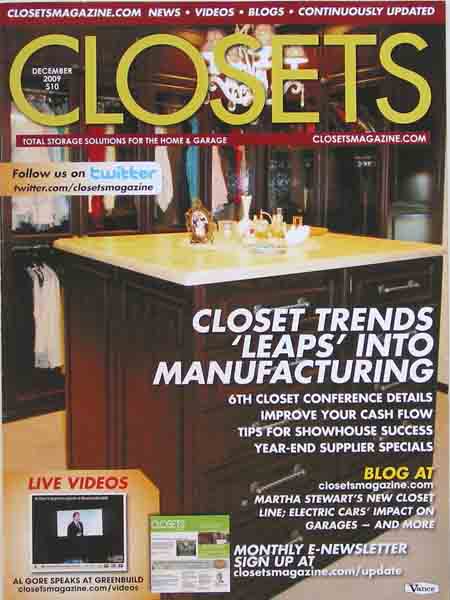 CLOSETSMAGAZINE.COM NEWS • VIDEOS • BLOGS • CONTINUOUSLY UPDATED
CLOSETS
DECEMBER
2009
$10
TOTAL STORAGE SOLUTIONS FOR THE HOME & GARAGE
CLOSETSMAGAZINE.COM
Follow us on twitter
twitter.com/closetsmagazine
CLOSET TRENDS
'LEAPS' INTO
MANUFACTURING
6TH CLOSET CONFERENCE DETAILS
IMPROVE YOUR CASH FLOW
TIPS FOR SHOWHOUSE SUCCESS
YEAR-END SUPPLIER SPECIALS
BLOG AT
closetsmagazine.com
MARTHA STEWART'S NEW CLOSET
LINE; ELECTRIC CARS' IMPACT ON
GARAGES — AND MORE
LIVE VIDEOS
AL GORE SPEAKS AT GREENBUILD
closetsmagazine.com/videos
CLOSETS
MONTHLY E-NEWSLETTER
SIGN UP AT
closetsmagazine.com/update
Vance